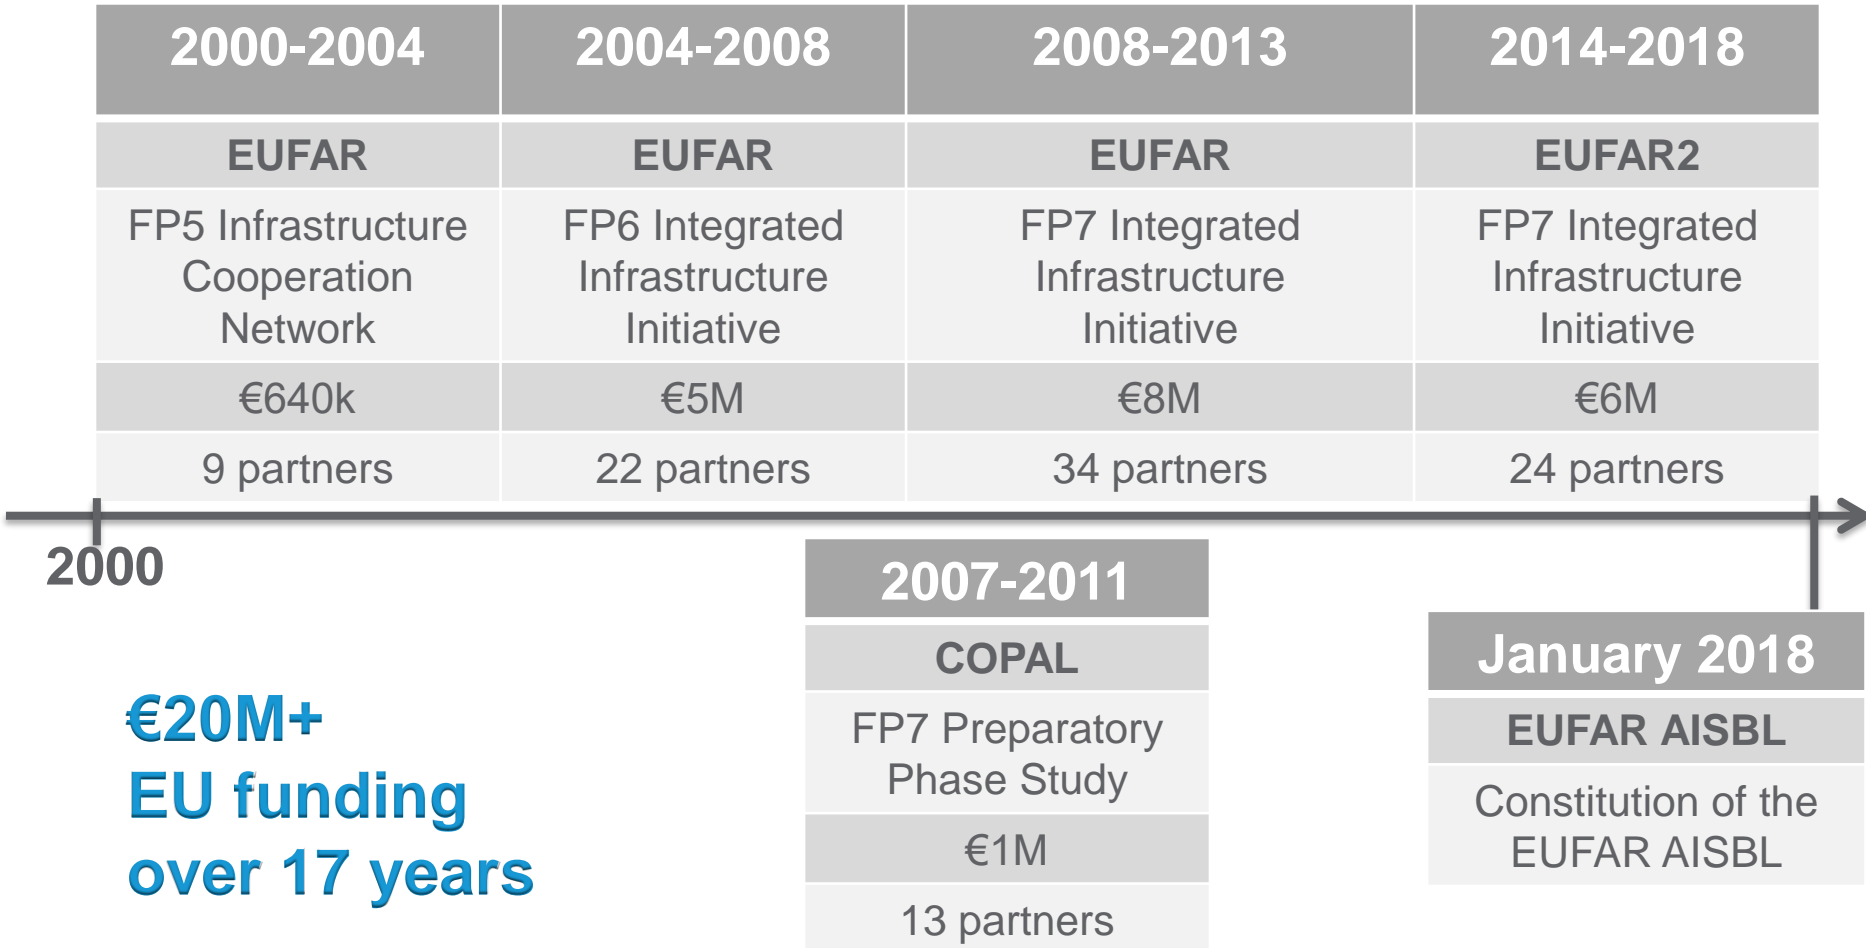 2000-2004
2004-2008
2008-2013
2014-2018
EUFAR
EUFAR
EUFAR
EUFAR2
FP5 Infrastructure
Cooperation
Network
FP6 Integrated
Infrastructure
Initiative
FP7 Integrated
Infrastructure
Initiative
FP7 Integrated
Infrastructure
Initiative
€640k
€5M
€8M
€6M
9 partners
22 partners
34 partners
24 partners
2000
2007-2011
COPAL
FP7 Preparatory
Phase Study
€1M
13 partners
January 2018
EUFAR AISBL
Constitution of the
EUFAR AISBL
€20M+
EU funding
over 17 years